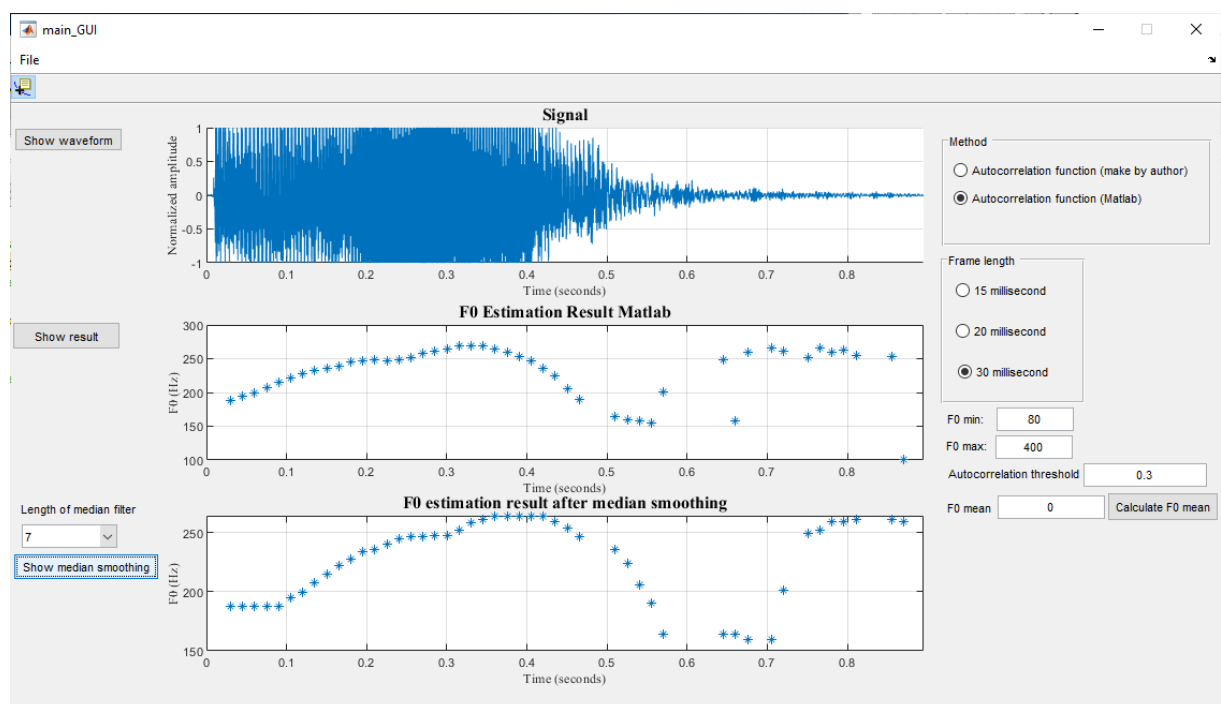 main_GUI
File
Show waveform
Signal
Normalized amplitude
1
0.5
0
-0.5
-1
0 0.1 0.2 0.3 0.4 0.5 0.6 0.7 0.8
Time (seconds)
Method
Autocorrelation function (make by author)
Autocorrelation function (Matlab)
Frame length
15 millisecond
20 millisecond
30 millisecond
Show result
F0 Estimation Result Matlab
F0 (Hz)
300
250
200
150
100
0 0.1 0.2 0.3 0.4 0.5 0.6 0.7 0.8
Time (seconds)
F0 min: 80
F0 max: 400
Autocorrelation threshold 0.3
F0 mean 0 Calculate F0 mean
Length of median filter
7
Show median smoothing
F0 estimation result after median smoothing
F0 (Hz)
250
200
150
0 0.1 0.2 0.3 0.4 0.5 0.6 0.7 0.8
Time (seconds)